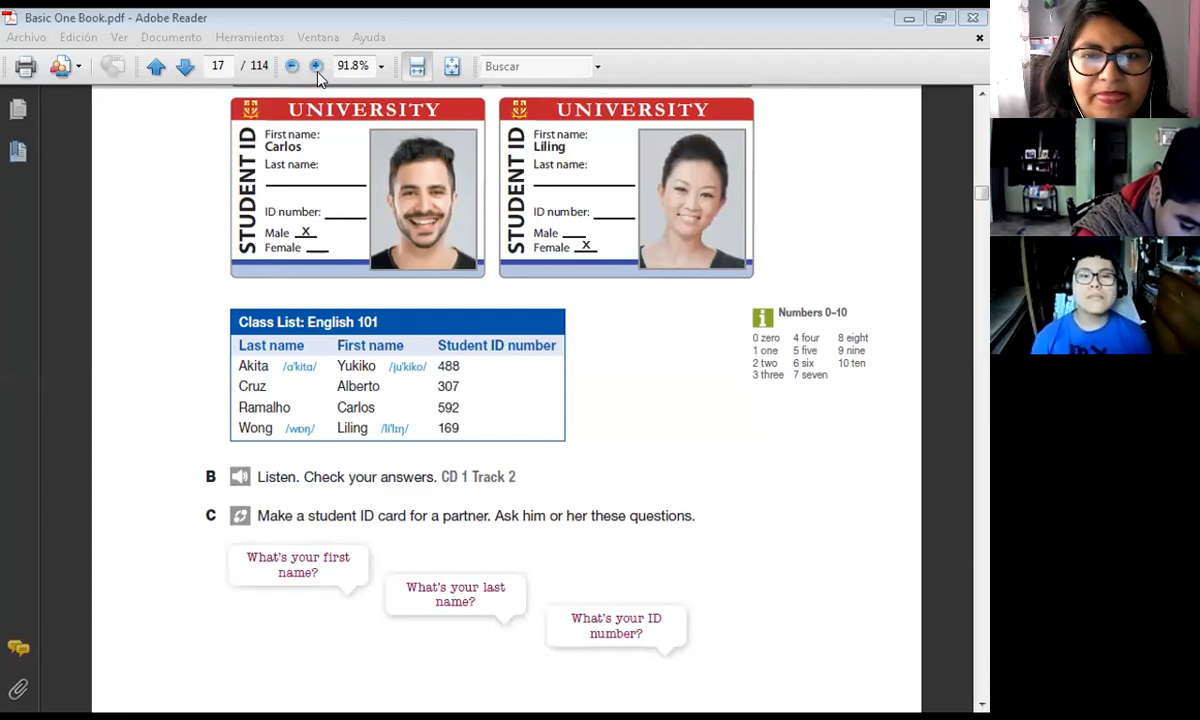 Basic One Book.pdf - Adobe Reader
Archivo Edición Ver Documento Herramientas Ventana Ayuda
17 / 114 91.8% Buscar
UNIVERSITY
STUDENT ID
First name:
Carlos
Last name:
ID number:
Male X
Female
UNIVERSITY
STUDENT ID
First name:
Liling
Last name:
ID number:
Male
Female X
Class List: English 101
Last name First name Student ID number
Akita /ɑ'kitɑ/ Yukiko /ju'kiko/ 488
Cruz Alberto 307
Ramalho Carlos 592
Wong /wɒŋ/ Liling /li'lɪŋ/ 169
i Numbers 0–10
0 zero 4 four 8 eight
1 one 5 five 9 nine
2 two 6 six 10 ten
3 three 7 seven
B Listen. Check your answers. CD 1 Track 2
C Make a student ID card for a partner. Ask him or her these questions.
What's your first
name?
What's your last
name?
What's your ID
number?